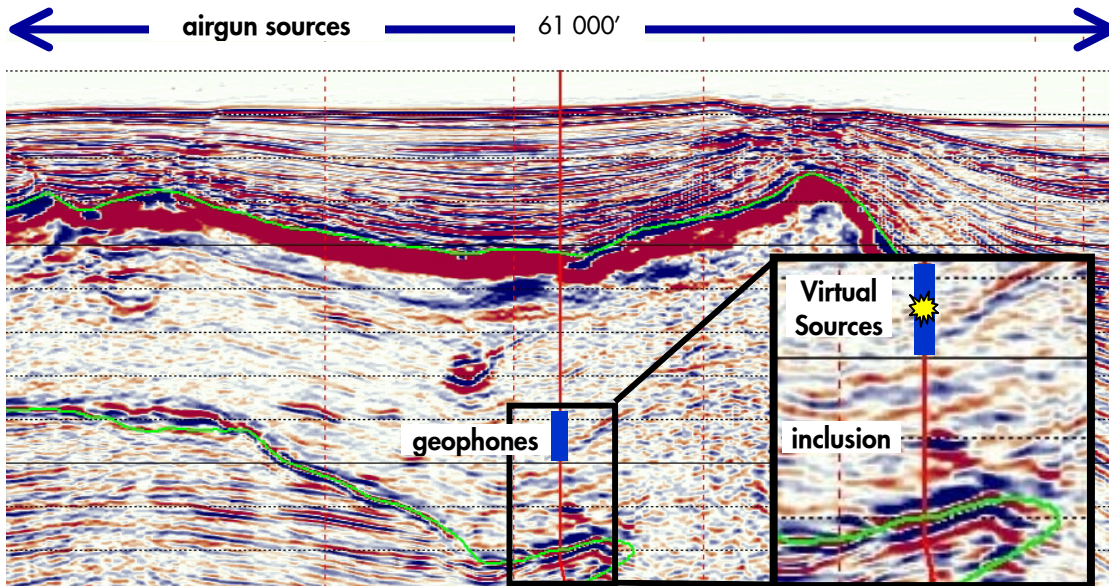 airgun sources 61 000'
Virtual
Sources
geophones
inclusion